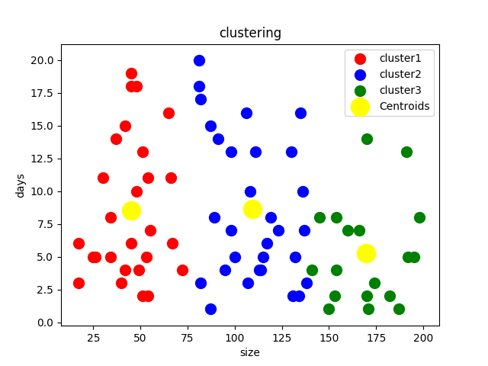 clustering
cluster1
cluster2
cluster3
Centroids
days
20.0
17.5
15.0
12.5
10.0
7.5
5.0
2.5
0.0
25 50 75 100 125 150 175 200
size